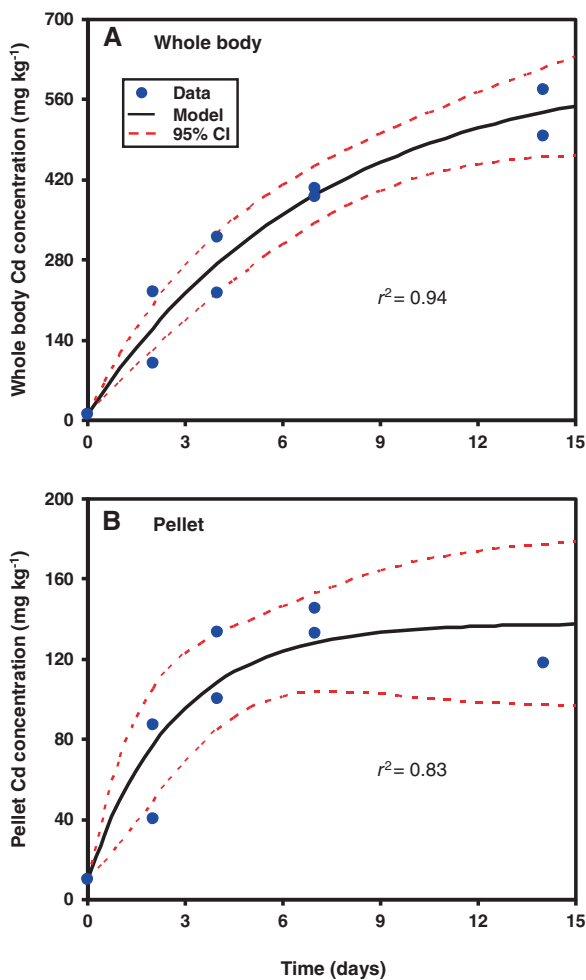 A Whole body
Data
Model
95% CI
Whole body Cd concentration (mg kg⁻¹)
700
560
420
280
140
0
r² = 0.94
0 3 6 9 12 15
B Pellet
Pellet Cd concentration (mg kg⁻¹)
200
160
120
80
40
0
r² = 0.83
0 3 6 9 12 15
Time (days)